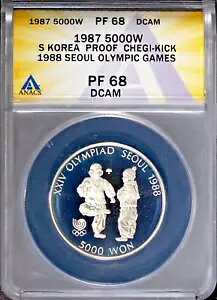 1987 5000W PF 68 DCAM
1987 5000W
S KOREA PROOF CHEGI-KICK
1988 SEOUL OLYMPIC GAMES
ANACS
PF 68
DCAM
XXIV OLYMPIAD SEOUL 1988
5000 WON